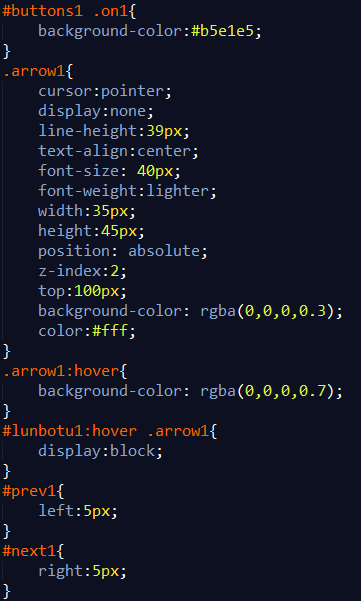 #buttons1 .on1{
    background-color:#b5e1e5;
}
.arrow1{
    cursor:pointer;
    display:none;
    line-height:39px;
    text-align:center;
    font-size: 40px;
    font-weight:lighter;
    width:35px;
    height:45px;
    position: absolute;
    z-index:2;
    top:100px;
    background-color: rgba(0,0,0,0.3);
    color:#fff;
}
.arrow1:hover{
    background-color: rgba(0,0,0,0.7);
}
#lunbotu1:hover .arrow1{
    display:block;
}
#prev1{
    left:5px;
}
#next1{
    right:5px;
}